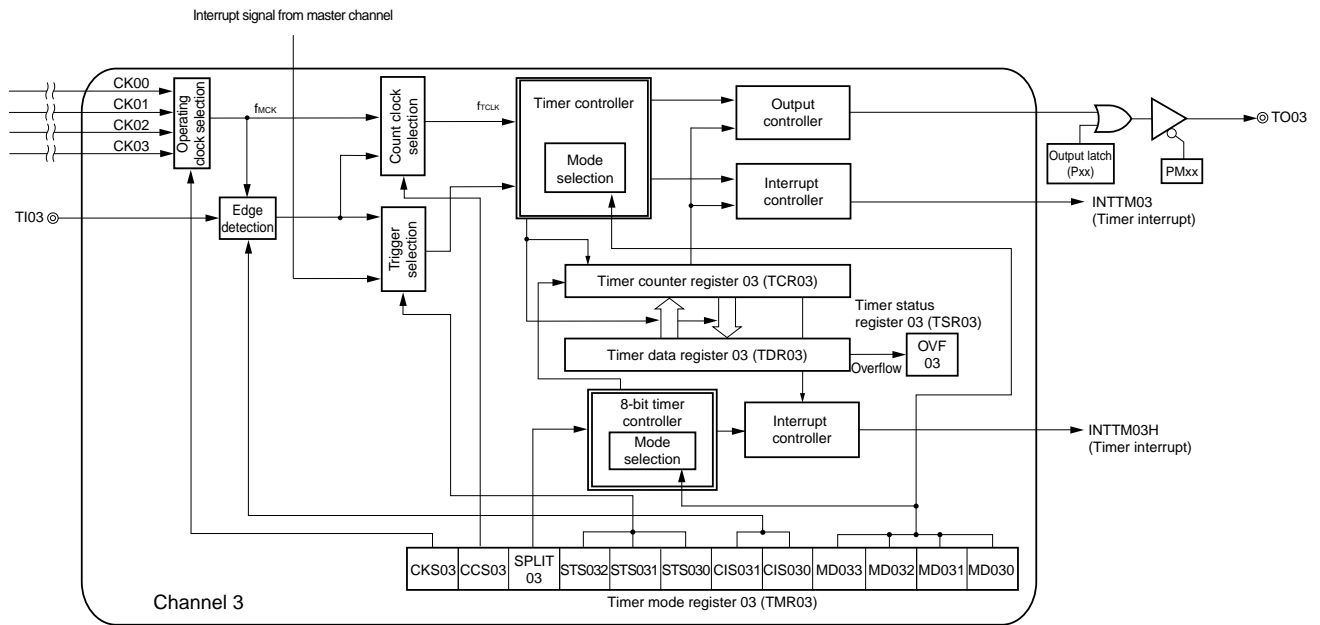 Interrupt signal from master channel
CK00
CK01
CK02
CK03
Operating
clock selection
fMCK
Count clock
selection
fTCLK
Timer controller
Mode
selection
Output
controller
TO03
Output latch
(Pxx)
PMxx
Interrupt
controller
INTTM03
(Timer interrupt)
TI03
Edge
detection
Trigger
selection
Timer counter register 03 (TCR03)
Timer status
register 03 (TSR03)
Timer data register 03 (TDR03)
Overflow
OVF
03
8-bit timer
controller
Mode
selection
Interrupt
controller
INTTM03H
(Timer interrupt)
CKS03
CCS03
SPLIT
03
STS032
STS031
STS030
CIS031
CIS030
MD033
MD032
MD031
MD030
Channel 3
Timer mode register 03 (TMR03)